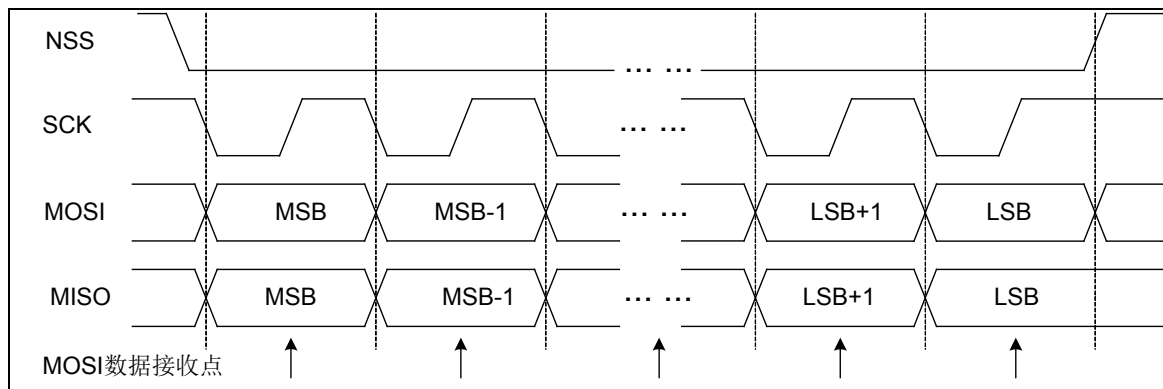 NSS
... ...
SCK
... ...
MOSI MSB MSB-1 ... ... LSB+1 LSB
MISO MSB MSB-1 ... ... LSB+1 LSB
MOSI数据接收点